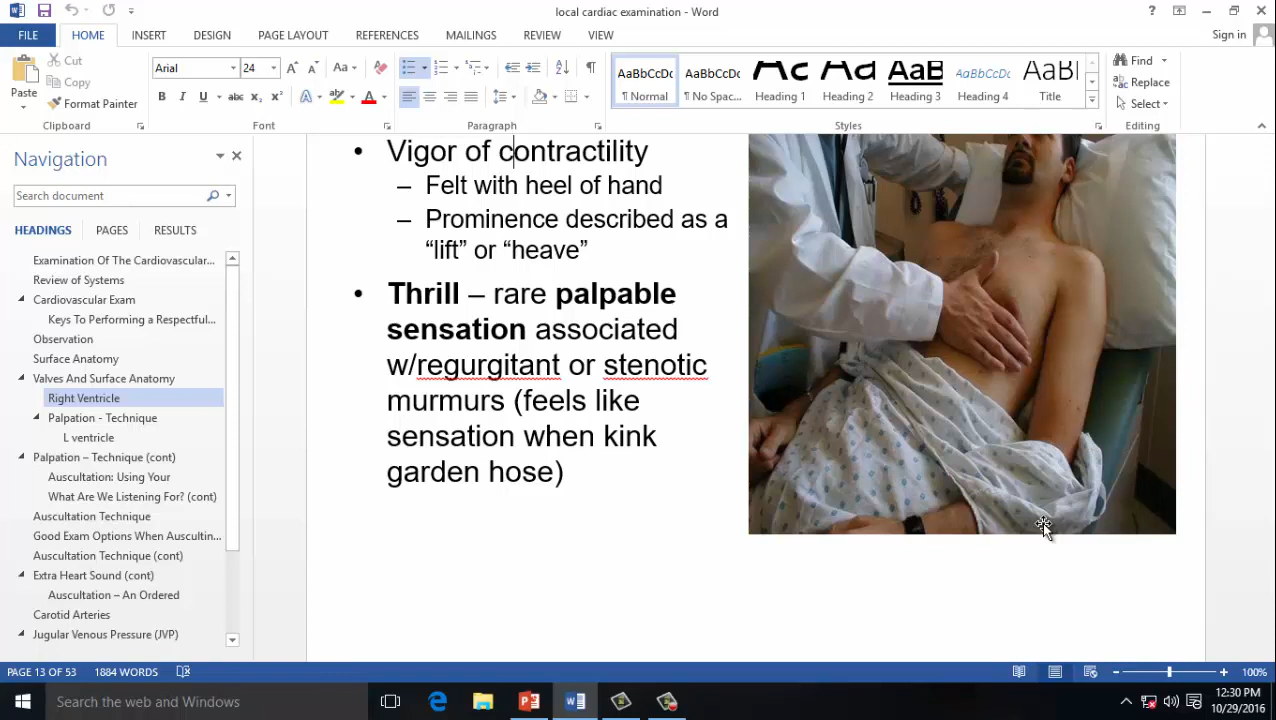 local cardiac examination - Word
? Sign in
FILE HOME INSERT DESIGN PAGE LAYOUT REFERENCES MAILINGS REVIEW VIEW
Paste
Cut
Copy
Format Painter
Clipboard
Arial 24 Aa
B I U abc x₂ x² A A
Font
Paragraph
AaBbCcDc AaBbCcDc AaBbCcDc AaBI
¶ Normal ¶ No Spac... Heading 1 Heading 2 Heading 3 Heading 4 Title
Styles
Find
Replace
Select
Editing
Navigation
Search document
HEADINGS PAGES RESULTS
Examination Of The Cardiovascular...
Review of Systems
Cardiovascular Exam
Keys To Performing a Respectful...
Observation
Surface Anatomy
Valves And Surface Anatomy
Right Ventricle
Palpation - Technique
L ventricle
Palpation – Technique (cont)
Auscultation: Using Your
What Are We Listening For? (cont)
Auscultation Technique
Good Exam Options When Auscultin...
Auscultation Technique (cont)
Extra Heart Sound (cont)
Auscultation – An Ordered
Carotid Arteries
Jugular Venous Pressure (JVP)
• Vigor of contractility
– Felt with heel of hand
– Prominence described as a
“lift” or “heave”
• Thrill – rare palpable
sensation associated
w/regurgitant or stenotic
murmurs (feels like
sensation when kink
garden hose)
PAGE 13 OF 53 1884 WORDS
100%
Search the web and Windows
12:30 PM
10/29/2016